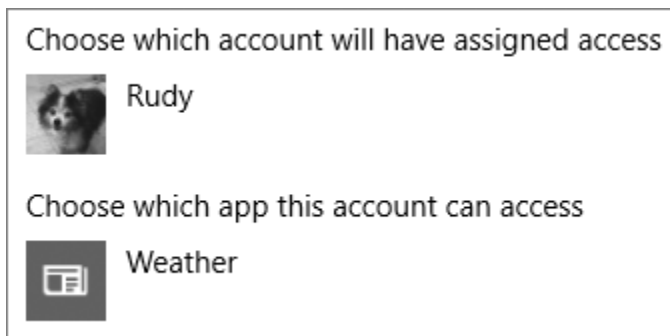 Choose which account will have assigned access
Rudy
Choose which app this account can access
Weather